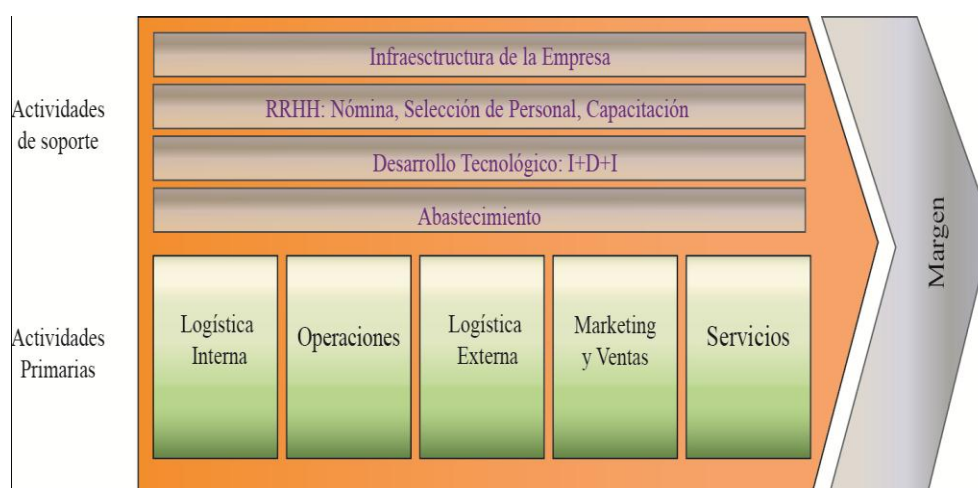 Actividades
de soporte
Infraesctructura de la Empresa
RRHH: Nómina, Selección de Personal, Capacitación
Desarrollo Tecnológico: I+D+I
Abastecimiento
Actividades
Primarias
Logística
Interna
Operaciones
Logística
Externa
Marketing
y Ventas
Servicios
Margen